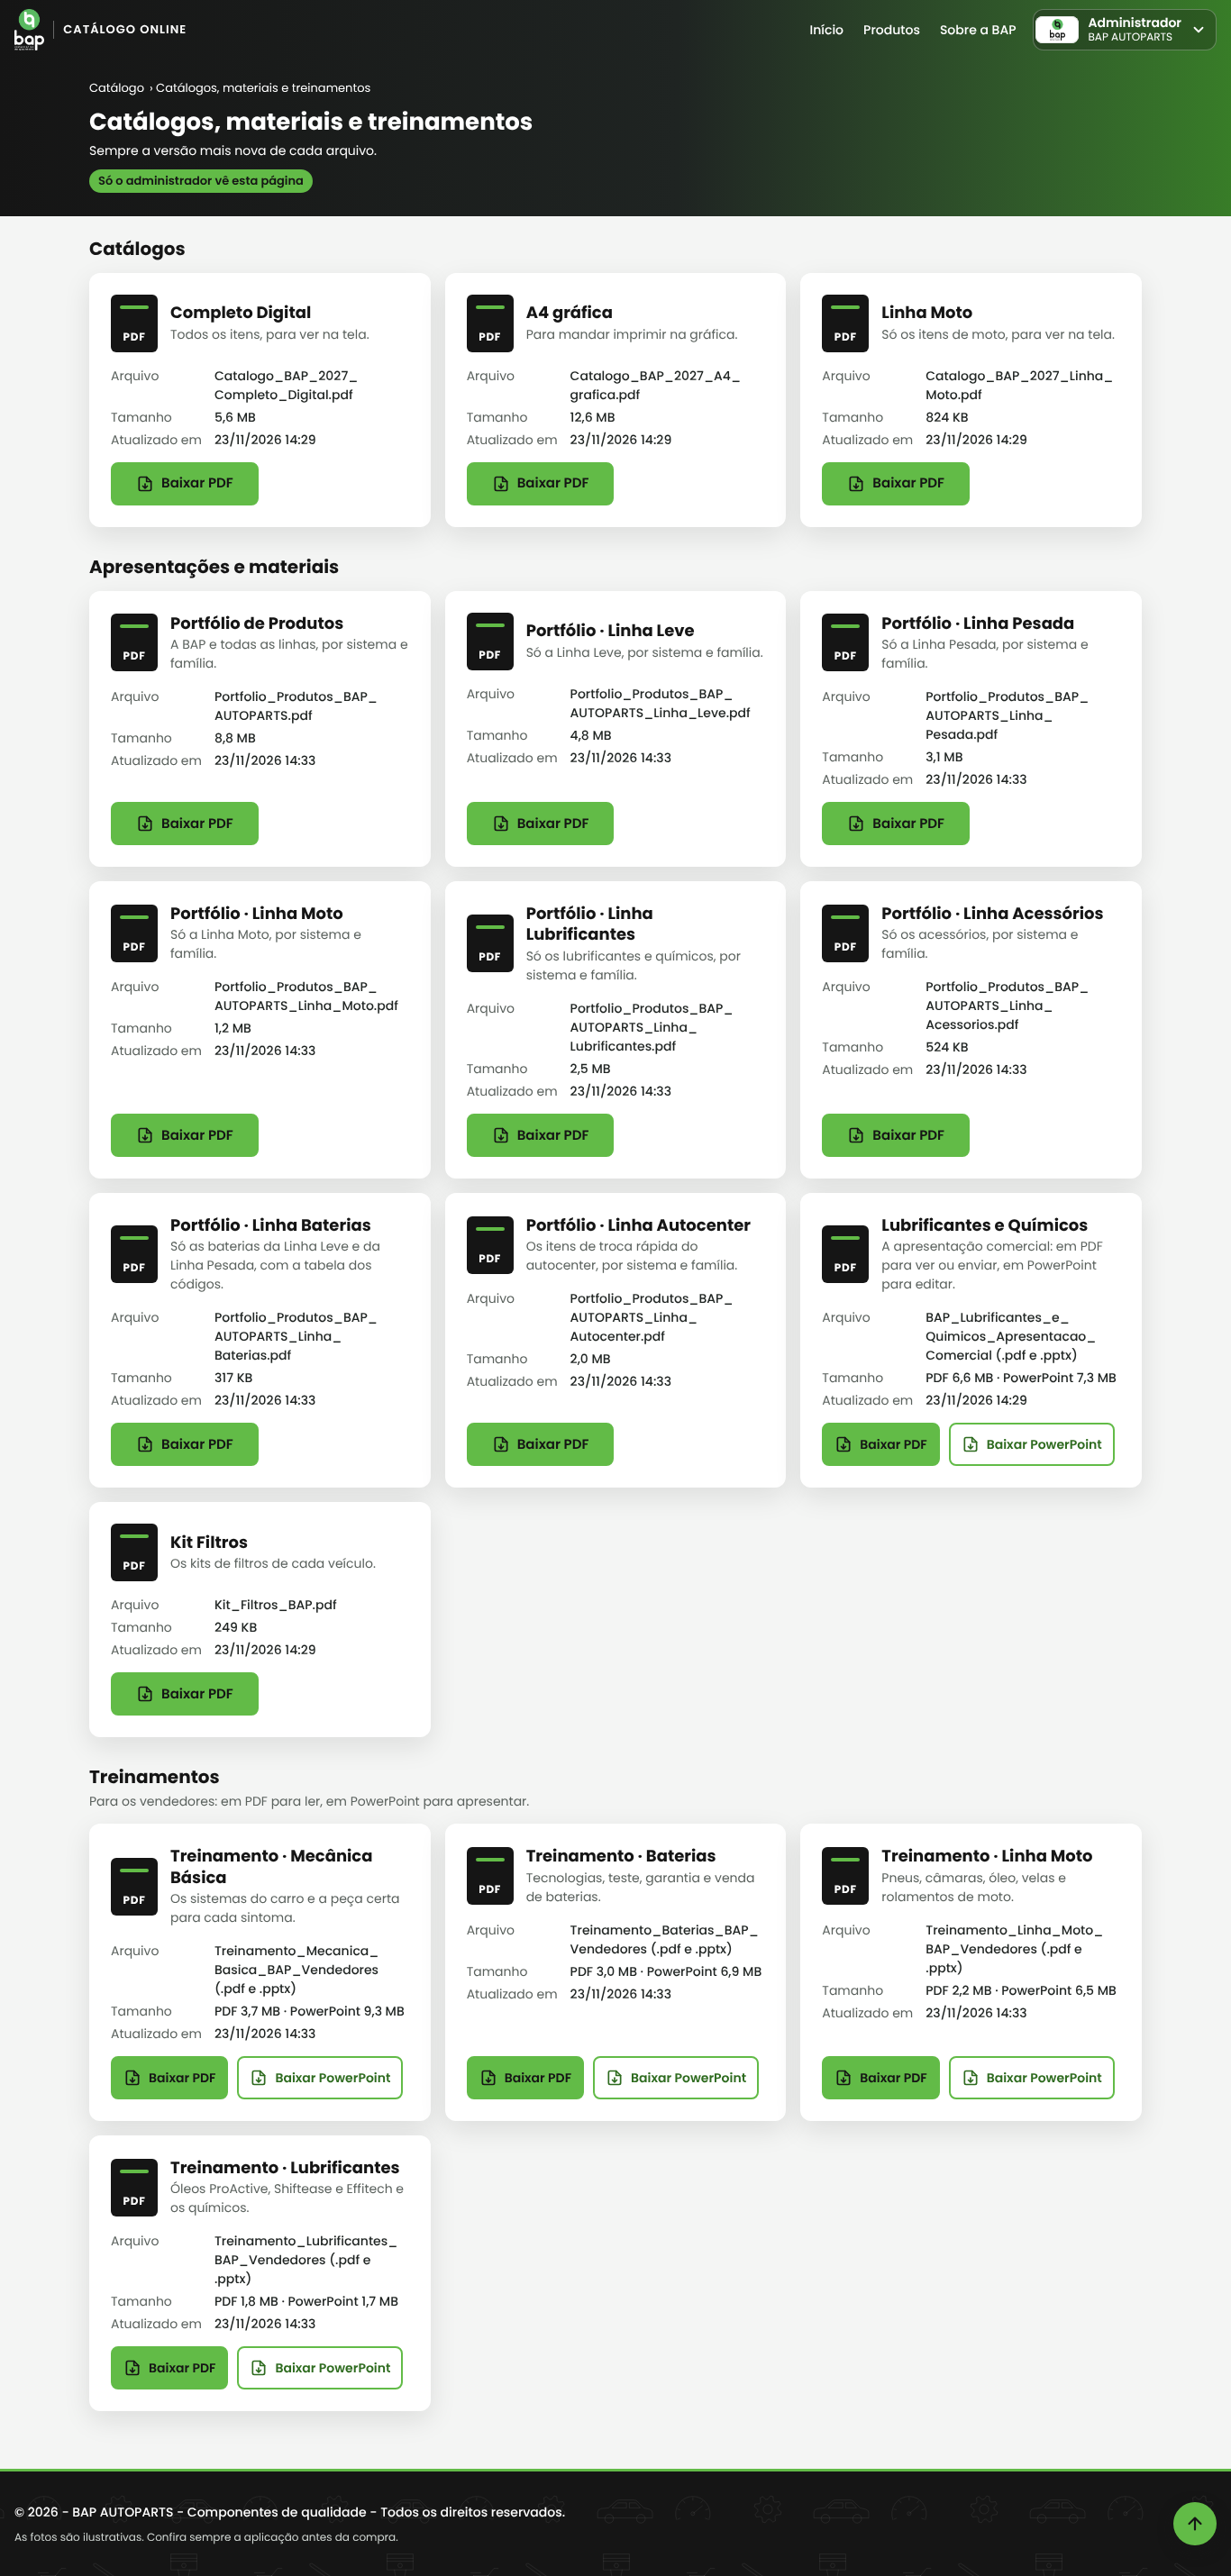 bap
CATÁLOGO ONLINE
Início
Produtos
Sobre a BAP
bap
Administrador
BAP AUTOPARTS
Catálogo › Catálogos, materiais e treinamentos
Catálogos, materiais e treinamentos
Sempre a versão mais nova de cada arquivo.
Só o administrador vê esta página
Catálogos
PDF
Completo Digital
Todos os itens, para ver na tela.
Arquivo
Catalogo_BAP_2027_
Completo_Digital.pdf
Tamanho
5,6 MB
Atualizado em
23/11/2026 14:29
Baixar PDF
PDF
A4 gráfica
Para mandar imprimir na gráfica.
Arquivo
Catalogo_BAP_2027_A4_
grafica.pdf
Tamanho
12,6 MB
Atualizado em
23/11/2026 14:29
Baixar PDF
PDF
Linha Moto
Só os itens de moto, para ver na tela.
Arquivo
Catalogo_BAP_2027_Linha_
Moto.pdf
Tamanho
824 KB
Atualizado em
23/11/2026 14:29
Baixar PDF
Apresentações e materiais
PDF
Portfólio de Produtos
A BAP e todas as linhas, por sistema e
família.
Arquivo
Portfolio_Produtos_BAP_
AUTOPARTS.pdf
Tamanho
8,8 MB
Atualizado em
23/11/2026 14:33
Baixar PDF
PDF
Portfólio · Linha Leve
Só a Linha Leve, por sistema e família.
Arquivo
Portfolio_Produtos_BAP_
AUTOPARTS_Linha_Leve.pdf
Tamanho
4,8 MB
Atualizado em
23/11/2026 14:33
Baixar PDF
PDF
Portfólio · Linha Pesada
Só a Linha Pesada, por sistema e
família.
Arquivo
Portfolio_Produtos_BAP_
AUTOPARTS_Linha_
Pesada.pdf
Tamanho
3,1 MB
Atualizado em
23/11/2026 14:33
Baixar PDF
PDF
Portfólio · Linha Moto
Só a Linha Moto, por sistema e
família.
Arquivo
Portfolio_Produtos_BAP_
AUTOPARTS_Linha_Moto.pdf
Tamanho
1,2 MB
Atualizado em
23/11/2026 14:33
Baixar PDF
PDF
Portfólio · Linha
Lubrificantes
Só os lubrificantes e químicos, por
sistema e família.
Arquivo
Portfolio_Produtos_BAP_
AUTOPARTS_Linha_
Lubrificantes.pdf
Tamanho
2,5 MB
Atualizado em
23/11/2026 14:33
Baixar PDF
PDF
Portfólio · Linha Acessórios
Só os acessórios, por sistema e
família.
Arquivo
Portfolio_Produtos_BAP_
AUTOPARTS_Linha_
Acessorios.pdf
Tamanho
524 KB
Atualizado em
23/11/2026 14:33
Baixar PDF
PDF
Portfólio · Linha Baterias
Só as baterias da Linha Leve e da
Linha Pesada, com a tabela dos
códigos.
Arquivo
Portfolio_Produtos_BAP_
AUTOPARTS_Linha_
Baterias.pdf
Tamanho
317 KB
Atualizado em
23/11/2026 14:33
Baixar PDF
PDF
Portfólio · Linha Autocenter
Os itens de troca rápida do
autocenter, por sistema e família.
Arquivo
Portfolio_Produtos_BAP_
AUTOPARTS_Linha_
Autocenter.pdf
Tamanho
2,0 MB
Atualizado em
23/11/2026 14:33
Baixar PDF
PDF
Lubrificantes e Químicos
A apresentação comercial: em PDF
para ver ou enviar, em PowerPoint
para editar.
Arquivo
BAP_Lubrificantes_e_
Quimicos_Apresentacao_
Comercial (.pdf e .pptx)
Tamanho
PDF 6,6 MB · PowerPoint 7,3 MB
Atualizado em
23/11/2026 14:29
Baixar PDF
Baixar PowerPoint
PDF
Kit Filtros
Os kits de filtros de cada veículo.
Arquivo
Kit_Filtros_BAP.pdf
Tamanho
249 KB
Atualizado em
23/11/2026 14:29
Baixar PDF
Treinamentos
Para os vendedores: em PDF para ler, em PowerPoint para apresentar.
PDF
Treinamento · Mecânica
Básica
Os sistemas do carro e a peça certa
para cada sintoma.
Arquivo
Treinamento_Mecanica_
Basica_BAP_Vendedores
(.pdf e .pptx)
Tamanho
PDF 3,7 MB · PowerPoint 9,3 MB
Atualizado em
23/11/2026 14:33
Baixar PDF
Baixar PowerPoint
PDF
Treinamento · Baterias
Tecnologias, teste, garantia e venda
de baterias.
Arquivo
Treinamento_Baterias_BAP_
Vendedores (.pdf e .pptx)
Tamanho
PDF 3,0 MB · PowerPoint 6,9 MB
Atualizado em
23/11/2026 14:33
Baixar PDF
Baixar PowerPoint
PDF
Treinamento · Linha Moto
Pneus, câmaras, óleo, velas e
rolamentos de moto.
Arquivo
Treinamento_Linha_Moto_
BAP_Vendedores (.pdf e
.pptx)
Tamanho
PDF 2,2 MB · PowerPoint 6,5 MB
Atualizado em
23/11/2026 14:33
Baixar PDF
Baixar PowerPoint
PDF
Treinamento · Lubrificantes
Óleos ProActive, Shiftease e Effitech e
os químicos.
Arquivo
Treinamento_Lubrificantes_
BAP_Vendedores (.pdf e
.pptx)
Tamanho
PDF 1,8 MB · PowerPoint 1,7 MB
Atualizado em
23/11/2026 14:33
Baixar PDF
Baixar PowerPoint
© 2026 - BAP AUTOPARTS - Componentes de qualidade - Todos os direitos reservados.
As fotos são ilustrativas. Confira sempre a aplicação antes da compra.